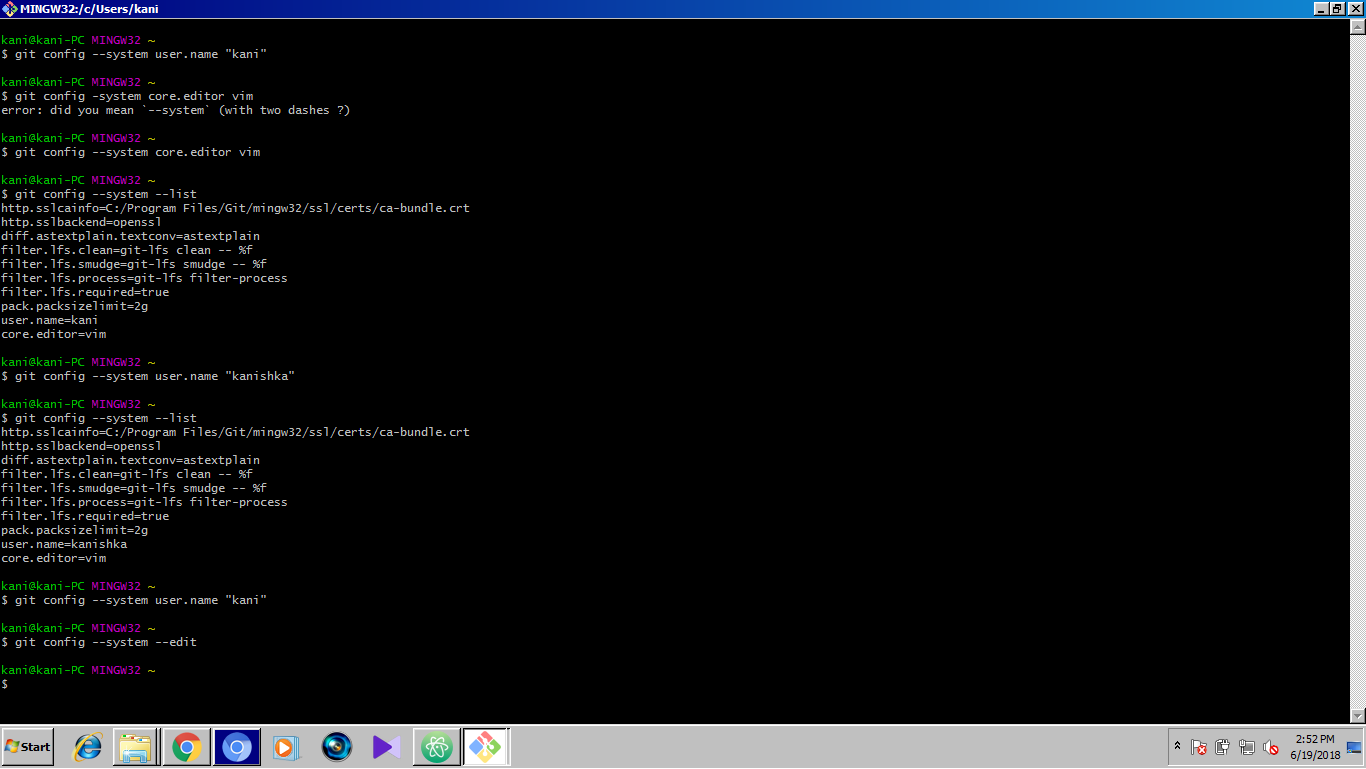 MINGW32:/c/Users/kani
kani@kani-PC MINGW32 ~
$ git config --system user.name "kani"
kani@kani-PC MINGW32 ~
$ git config -system core.editor vim
error: did you mean `--system` (with two dashes ?)
kani@kani-PC MINGW32 ~
$ git config --system core.editor vim
kani@kani-PC MINGW32 ~
$ git config --system --list
http.sslcainfo=C:/Program Files/Git/mingw32/ssl/certs/ca-bundle.crt
http.sslbackend=openssl
diff.astextplain.textconv=astextplain
filter.lfs.clean=git-lfs clean -- %f
filter.lfs.smudge=git-lfs smudge -- %f
filter.lfs.process=git-lfs filter-process
filter.lfs.required=true
pack.packsizelimit=2g
user.name=kani
core.editor=vim
kani@kani-PC MINGW32 ~
$ git config --system user.name "kanishka"
kani@kani-PC MINGW32 ~
$ git config --system --list
http.sslcainfo=C:/Program Files/Git/mingw32/ssl/certs/ca-bundle.crt
http.sslbackend=openssl
diff.astextplain.textconv=astextplain
filter.lfs.clean=git-lfs clean -- %f
filter.lfs.smudge=git-lfs smudge -- %f
filter.lfs.process=git-lfs filter-process
filter.lfs.required=true
pack.packsizelimit=2g
user.name=kanishka
core.editor=vim
kani@kani-PC MINGW32 ~
$ git config --system user.name "kani"
kani@kani-PC MINGW32 ~
$ git config --system --edit
kani@kani-PC MINGW32 ~
$
Start
2:52 PM
6/19/2018